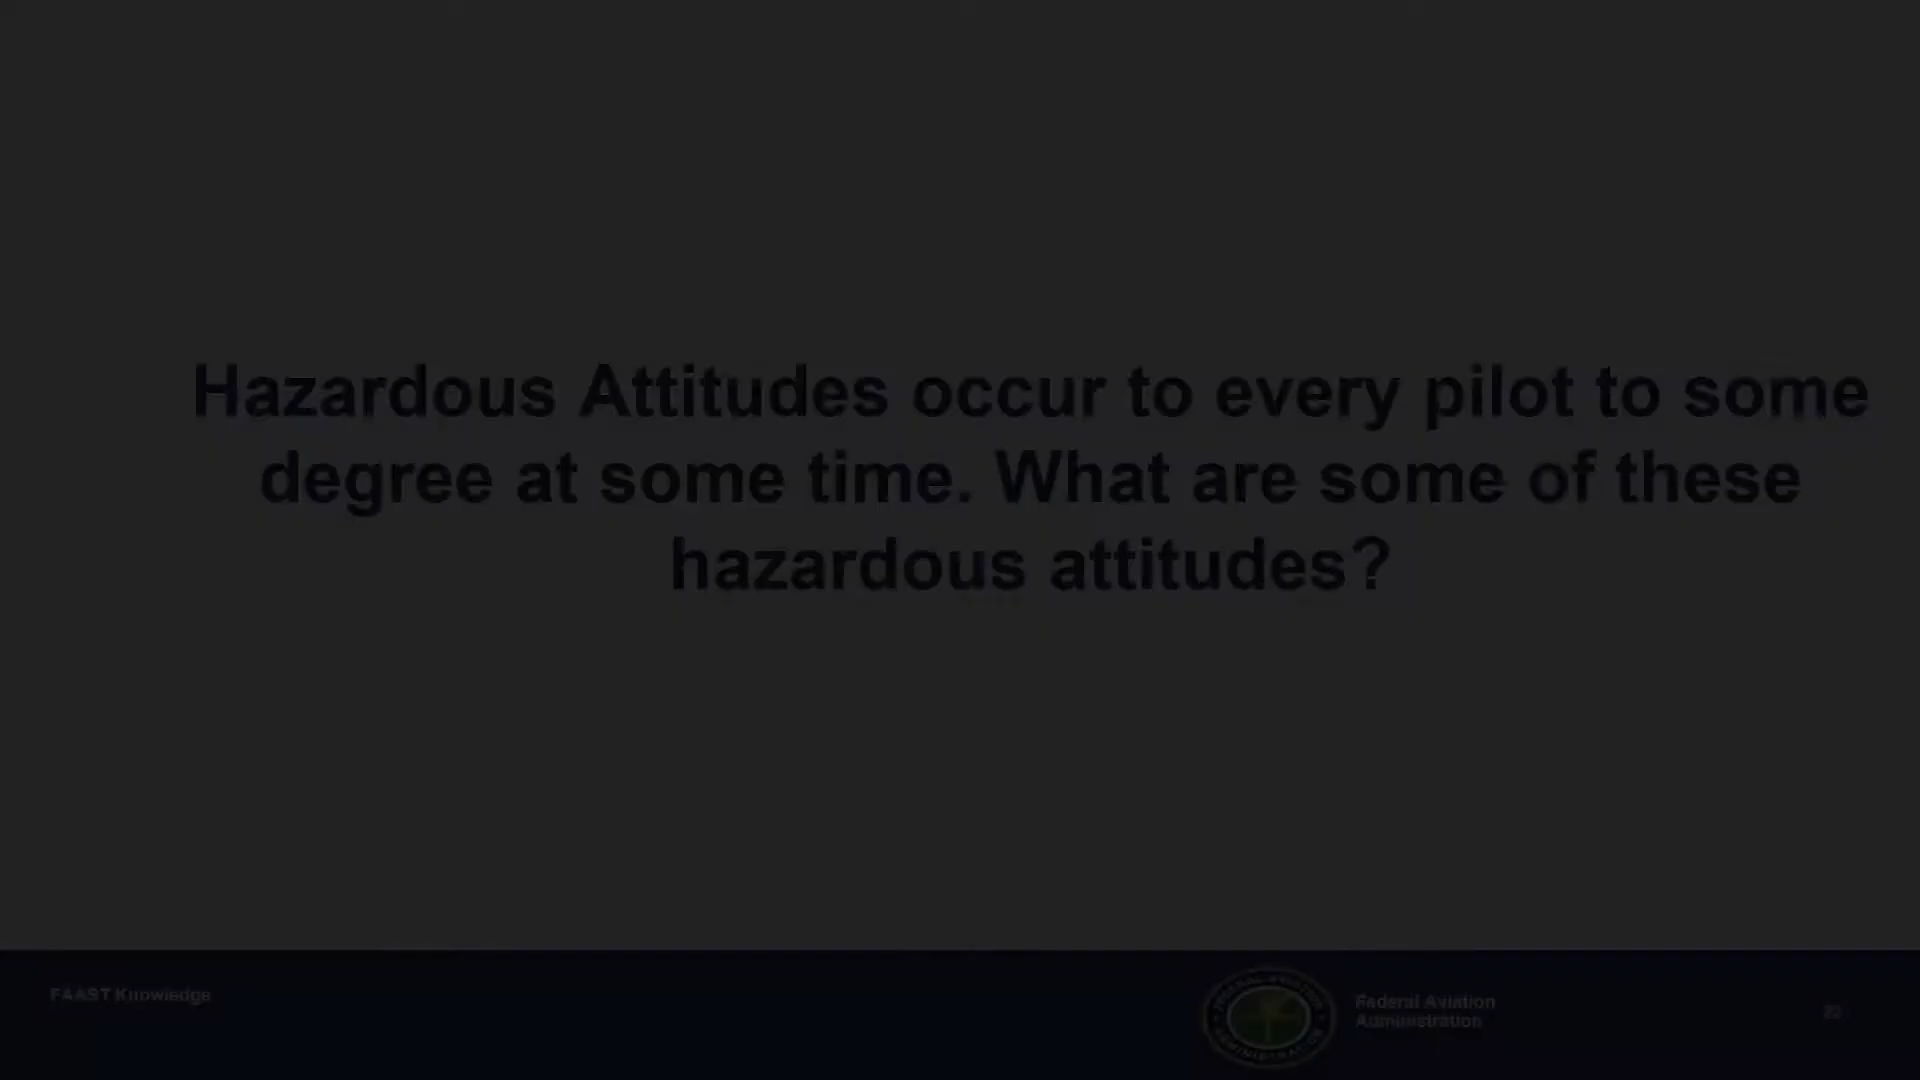 Hazardous Attitudes occur to every pilot to some
degree at some time. What are some of these
hazardous attitudes?
FAAST Knowledge
Federal Aviation
Administration